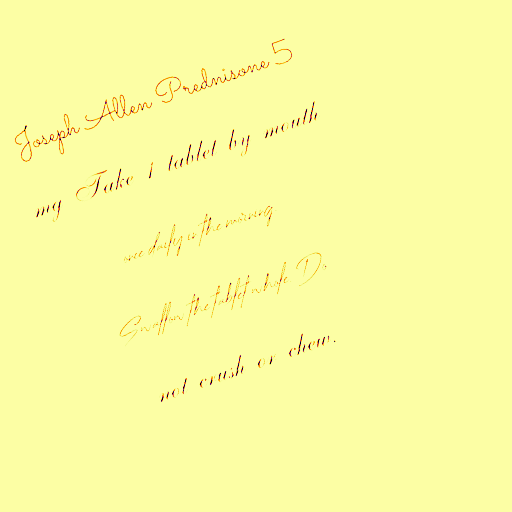 Joseph Allen Prednisone 5
my Take 1 tablet by mouth
once daily in the morning
Swallow the tablet whole Do
not crush or chew.